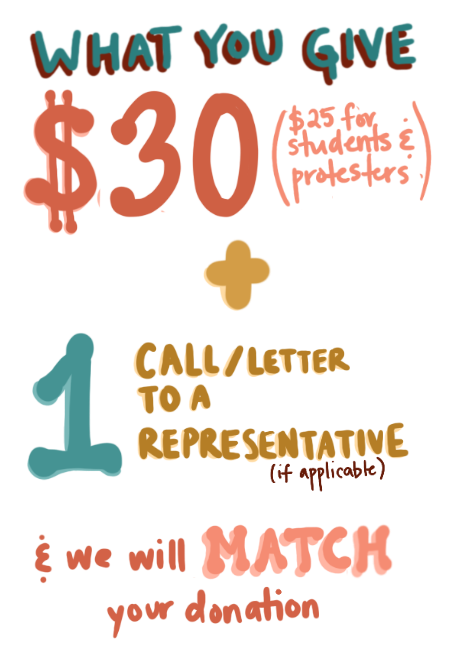 WHAT YOU GIVE
$30 ($25 for
students &
protesters)
+
1 CALL/LETTER
TO A
REPRESENTATIVE
(if applicable)
& we will MATCH
your donation